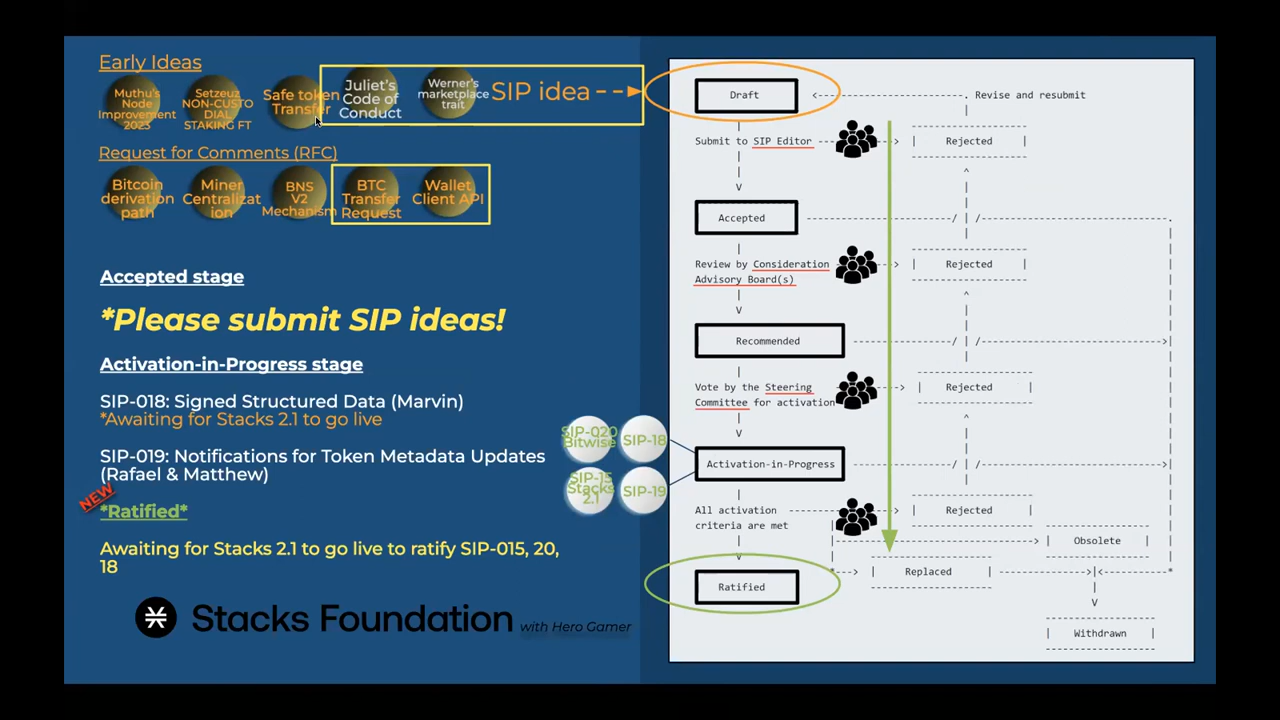 Early Ideas
Muthu's
Node
Improvement
2023
Setzeuz
NON-CUSTO
DIAL
STAKING FT
Safe token
Transfer
Juliet's
Code of
Conduct
Werner's
marketplace
trait
SIP idea
Request for Comments (RFC)
Bitcoin
derivation
path
Miner
Centralizat
ion
BNS
V2
Mechanism
BTC
Transfer
Request
Wallet
Client API
Accepted stage
*Please submit SIP ideas!
Activation-in-Progress stage
SIP-018: Signed Structured Data (Marvin)
*Awaiting for Stacks 2.1 to go live
SIP-019: Notifications for Token Metadata Updates
(Rafael & Matthew)
NEW
*Ratified*
Awaiting for Stacks 2.1 to go live to ratify SIP-015, 20,
18
Stacks Foundation with Hero Gamer
SIP-020
Bitwise
SIP-18
SIP-15
Stacks
2.1
SIP-19
Draft
Revise and resubmit
Submit to SIP Editor
Rejected
Accepted
Review by Consideration
Advisory Board(s)
Rejected
Recommended
Vote by the Steering
Committee for activation
Rejected
Activation-in-Progress
All activation
criteria are met
Rejected
Obsolete
Replaced
Ratified
Withdrawn